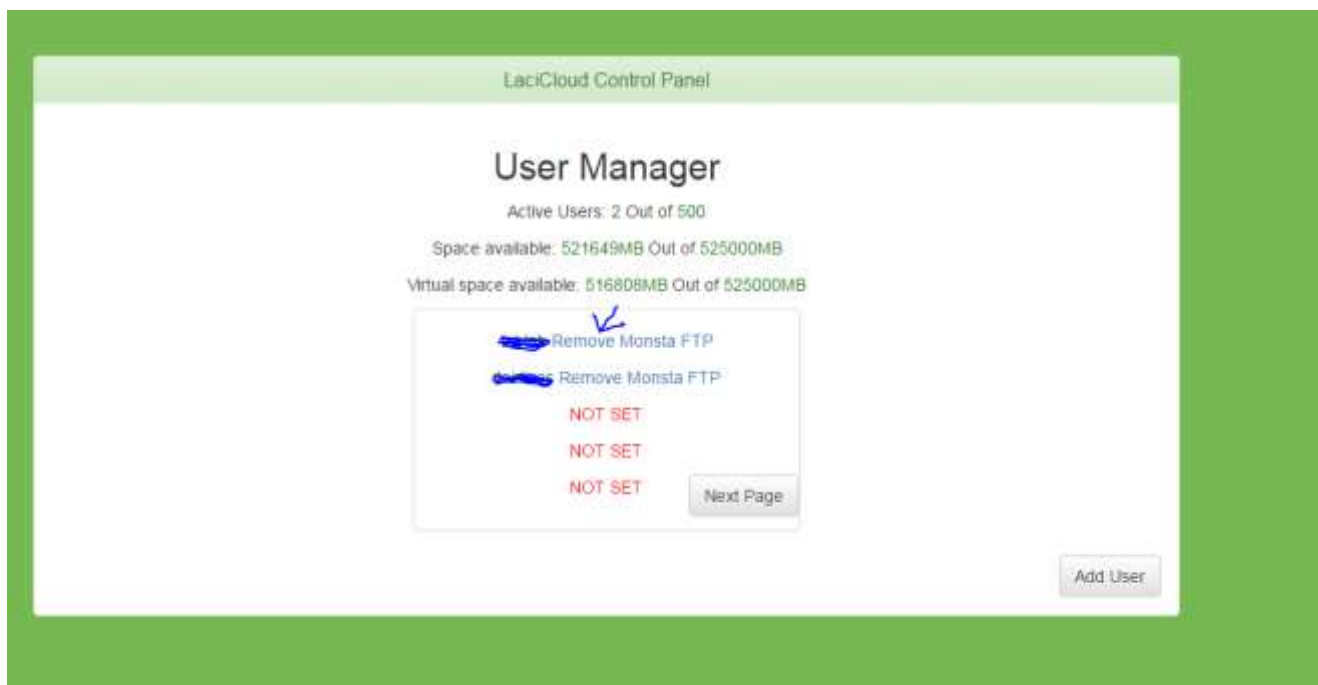 LaciCloud Control Panel
User Manager
Active Users: 2 Out of 500
Space available: 521649MB Out of 525000MB
Virtual space available: 516808MB Out of 525000MB
Remove Monsta FTP
Remove Monsta FTP
NOT SET
NOT SET
NOT SET
Next Page
Add User